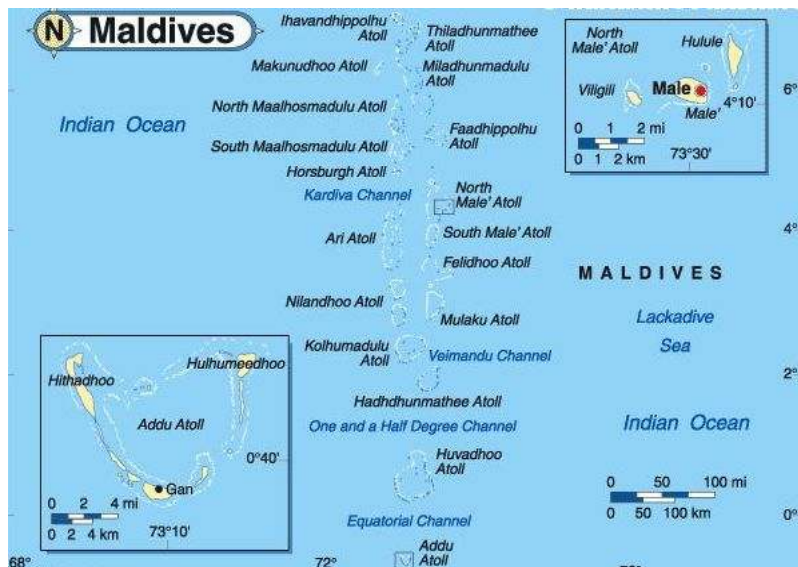 N Maldives
Ihavandhippolhu
Atoll
Thiladhunmathee
Atoll
Makunudhoo Atoll
Miladhunmadulu
Atoll
North Maalhosmadulu Atoll
Faadhippolhu
Atoll
South Maalhosmadulu Atoll
Horsburgh Atoll
Kardiva Channel
North
Male' Atoll
Ari Atoll
South Male' Atoll
Felidhoo Atoll
Nilandhoo Atoll
Mulaku Atoll
Kolhumadulu
Atoll
Veimandu Channel
Hadhdhunmathee Atoll
One and a Half Degree Channel
Huvadhoo
Atoll
Equatorial Channel
Addu
Atoll
Indian Ocean
North
Male' Atoll
Hulule
Viligili
Male
Male'
4°10'
0 1 2 mi
0 1 2 km
73°30'
6°
4°
MALDIVES
Lackadive
Sea
2°
Indian Ocean
0 50 100 mi
0 50 100 km
0°
Hithadhoo
Hulhumeedhoo
Addu Atoll
0°40'
Gan
0 2 4 mi
0 2 4 km
73°10'
68°
72°